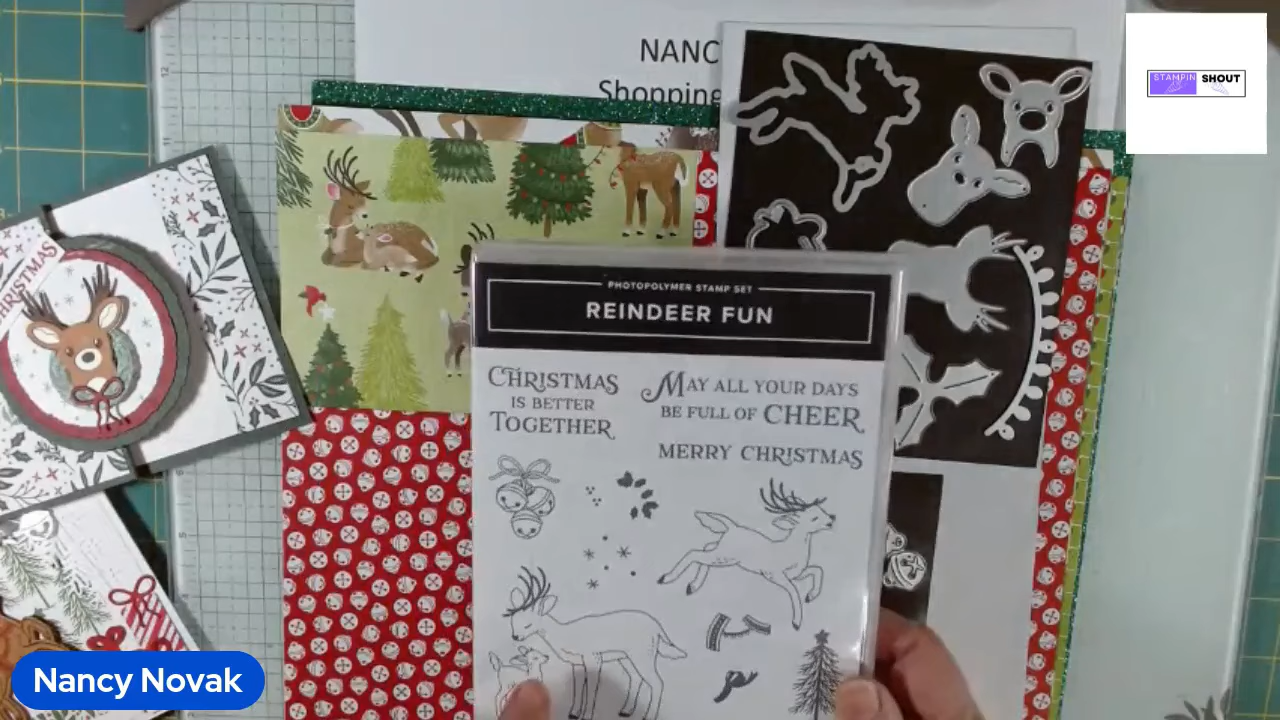 NANC
Shopping
STAMPIN SHOUT
CHRISTMAS
PHOTOPOLYMER STAMP SET
REINDEER FUN
CHRISTMAS
IS BETTER
TOGETHER
MAY ALL YOUR DAYS
BE FULL OF CHEER
MERRY CHRISTMAS
Nancy Novak